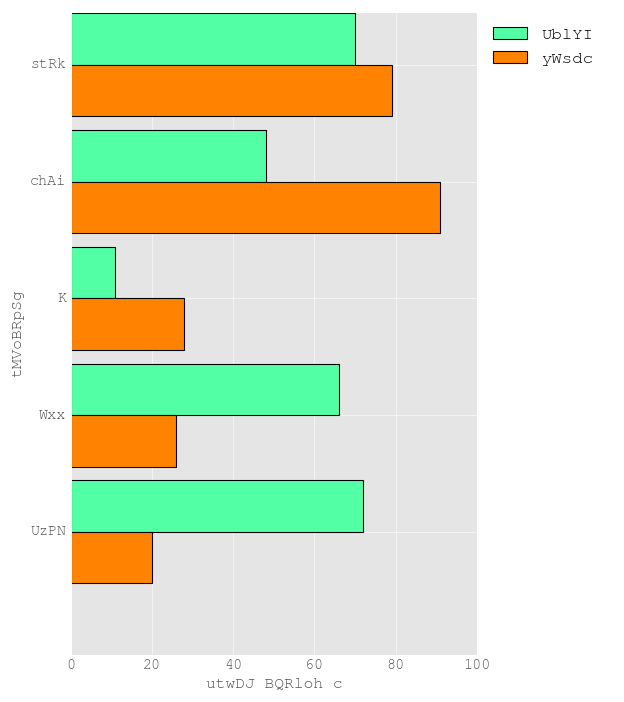 UblYI
yWsdc
stRk
chAi
K
Wxx
UzPN
tMVoBRpSg
0 20 40 60 80 100
utwDJ BQRloh c